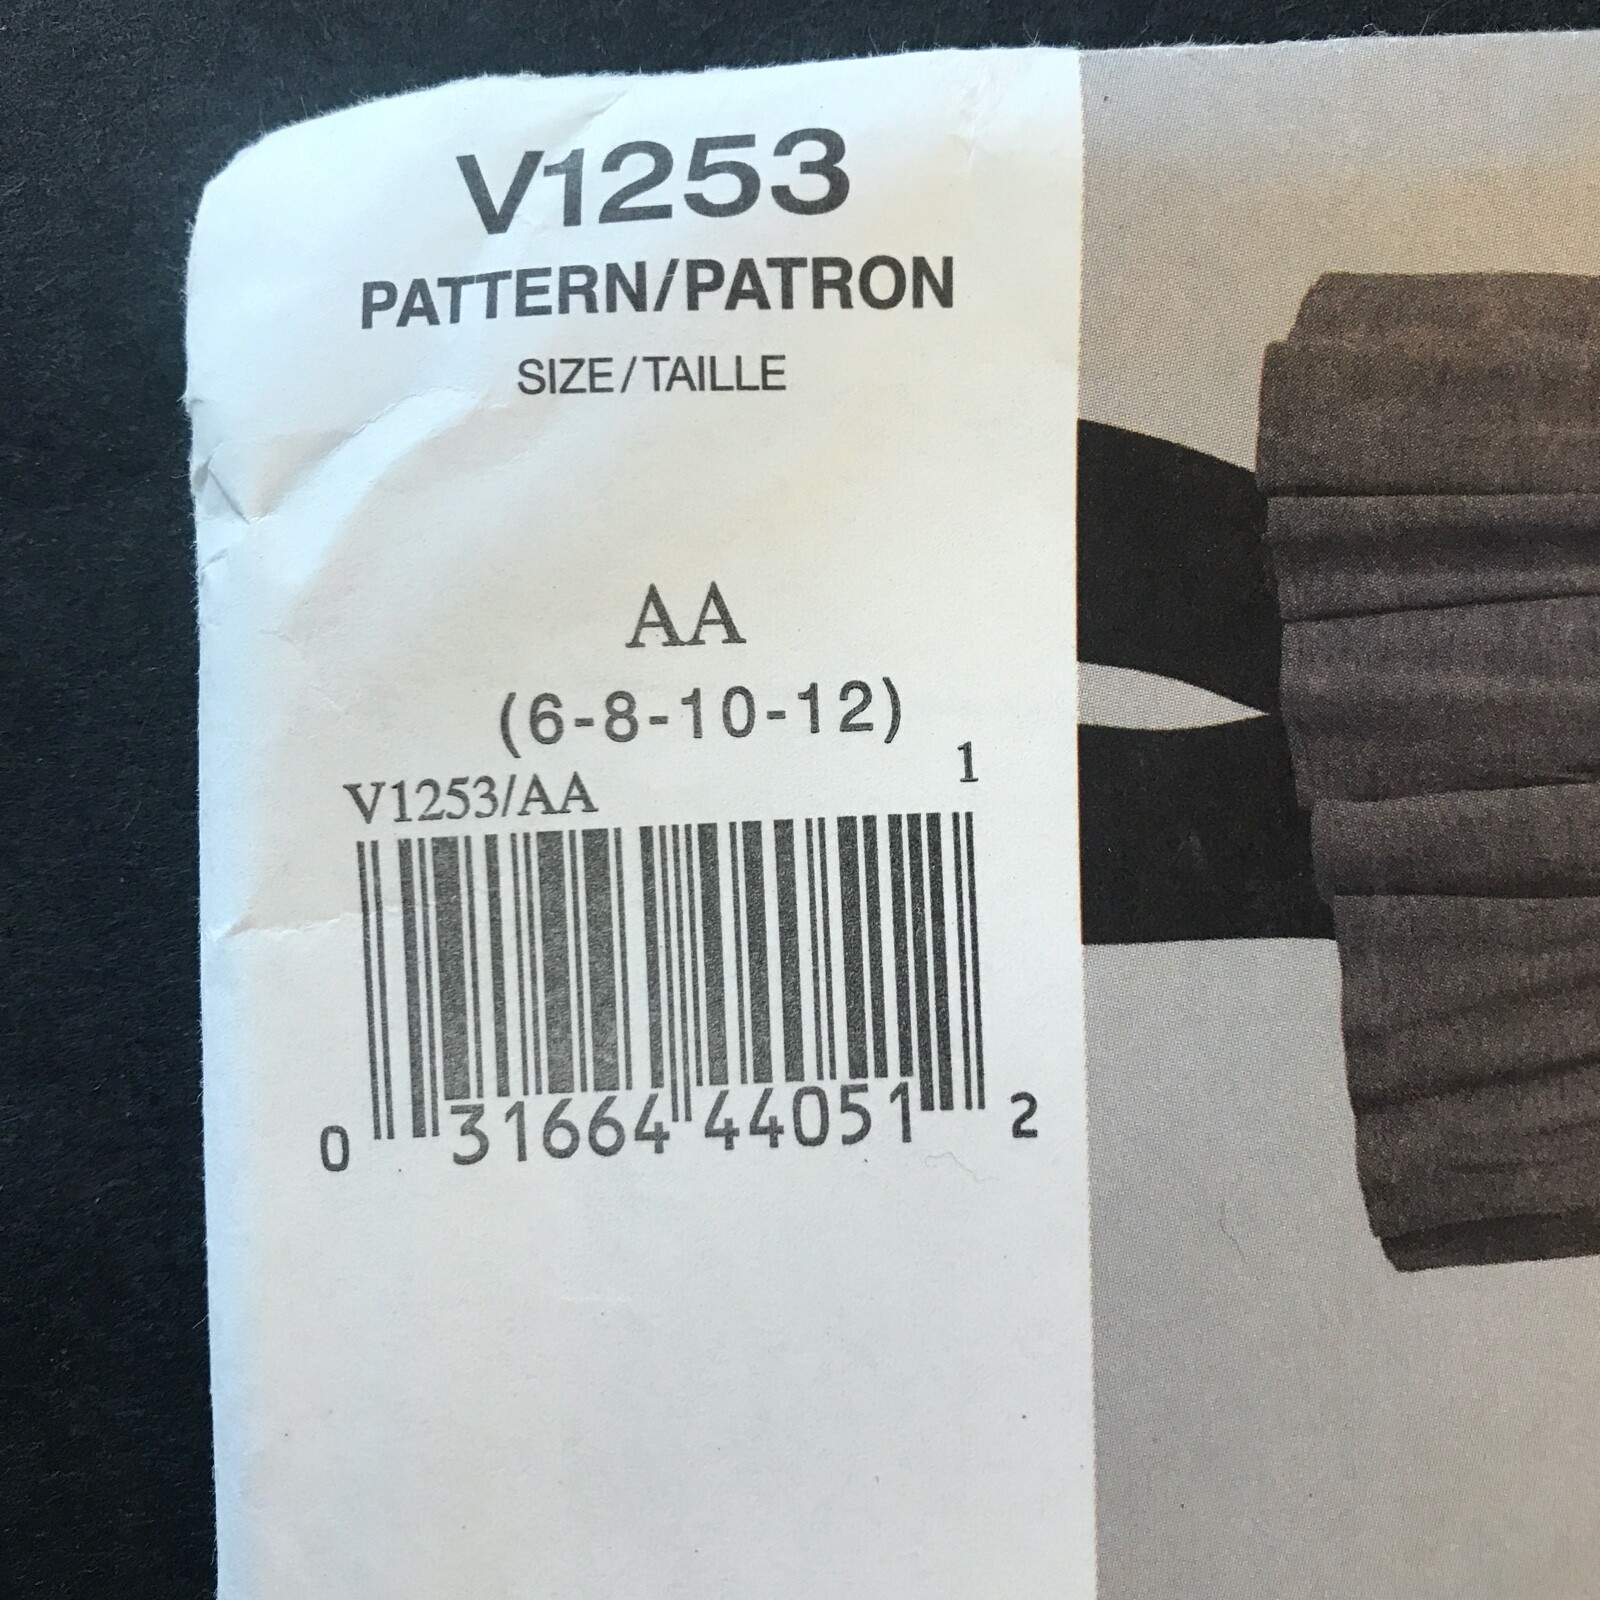 V1253
PATTERN/PATRON
SIZE/TAILLE
AA
(6-8-10-12)
V1253/AA 1
0 31664 44051 2